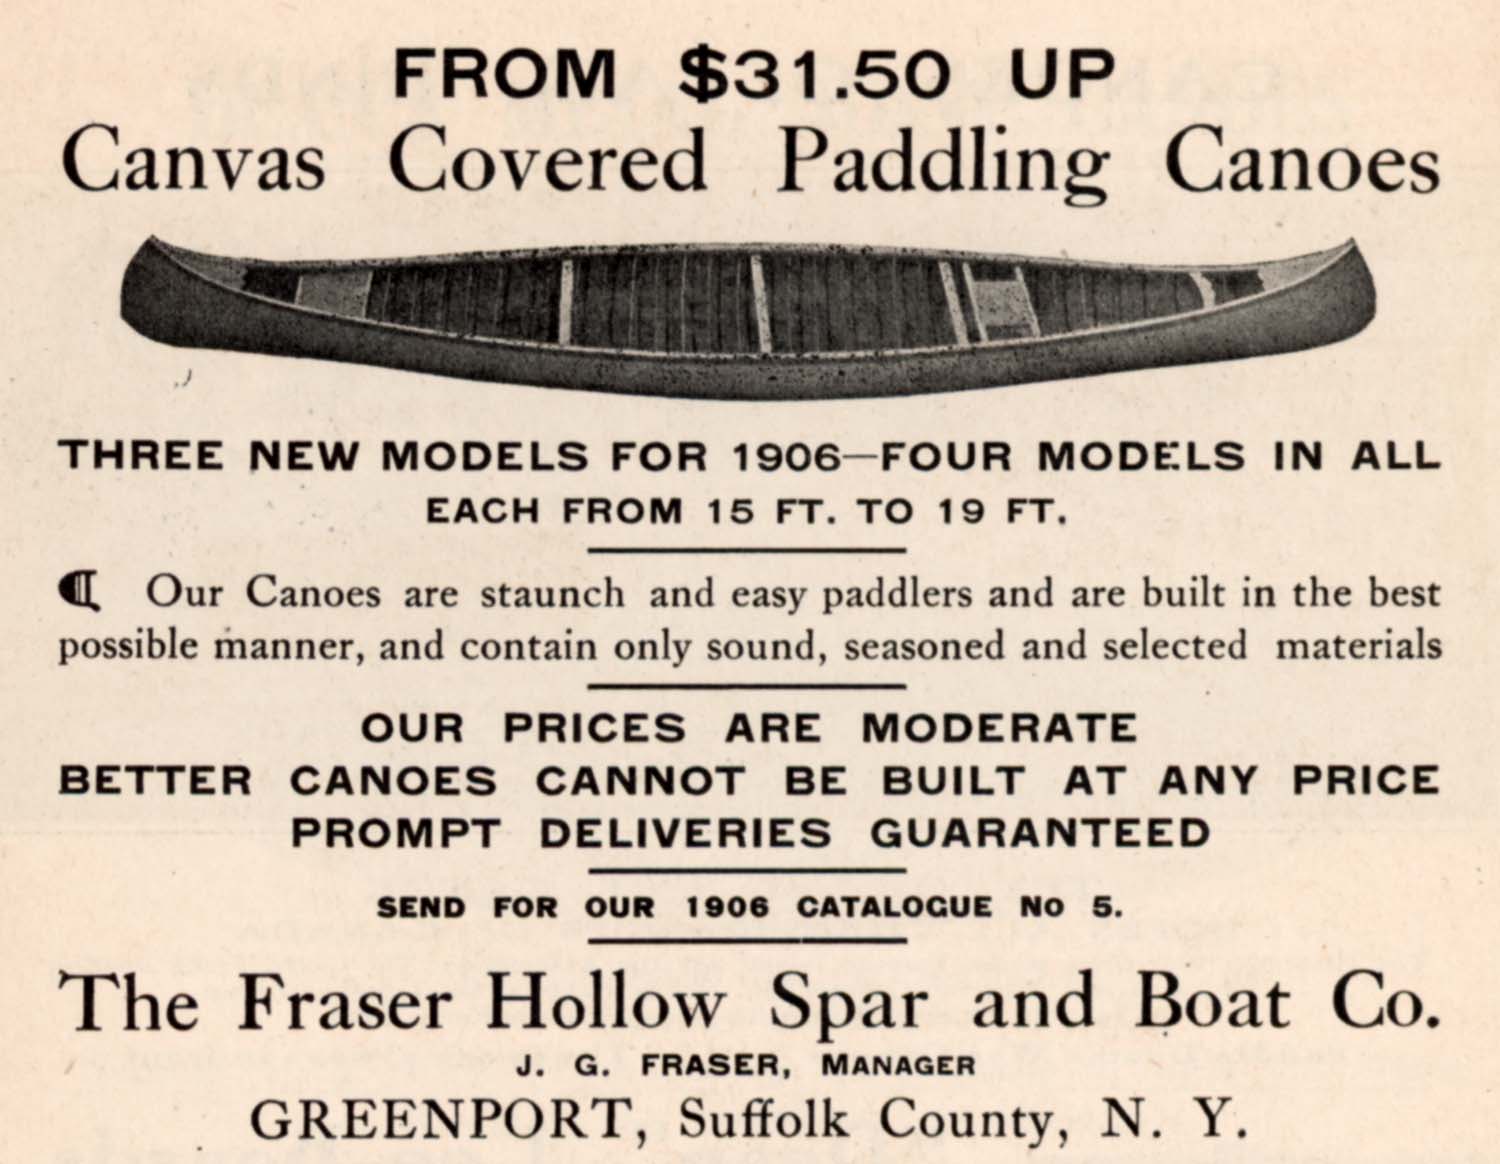 FROM $31.50 UP
Canvas Covered Paddling Canoes
THREE NEW MODELS FOR 1906—FOUR MODELS IN ALL
EACH FROM 15 FT. TO 19 FT.
¶ Our Canoes are staunch and easy paddlers and are built in the best
possible manner, and contain only sound, seasoned and selected materials
OUR PRICES ARE MODERATE
BETTER CANOES CANNOT BE BUILT AT ANY PRICE
PROMPT DELIVERIES GUARANTEED
SEND FOR OUR 1906 CATALOGUE No 5.
The Fraser Hollow Spar and Boat Co.
J. G. FRASER, MANAGER
GREENPORT, Suffolk County, N. Y.